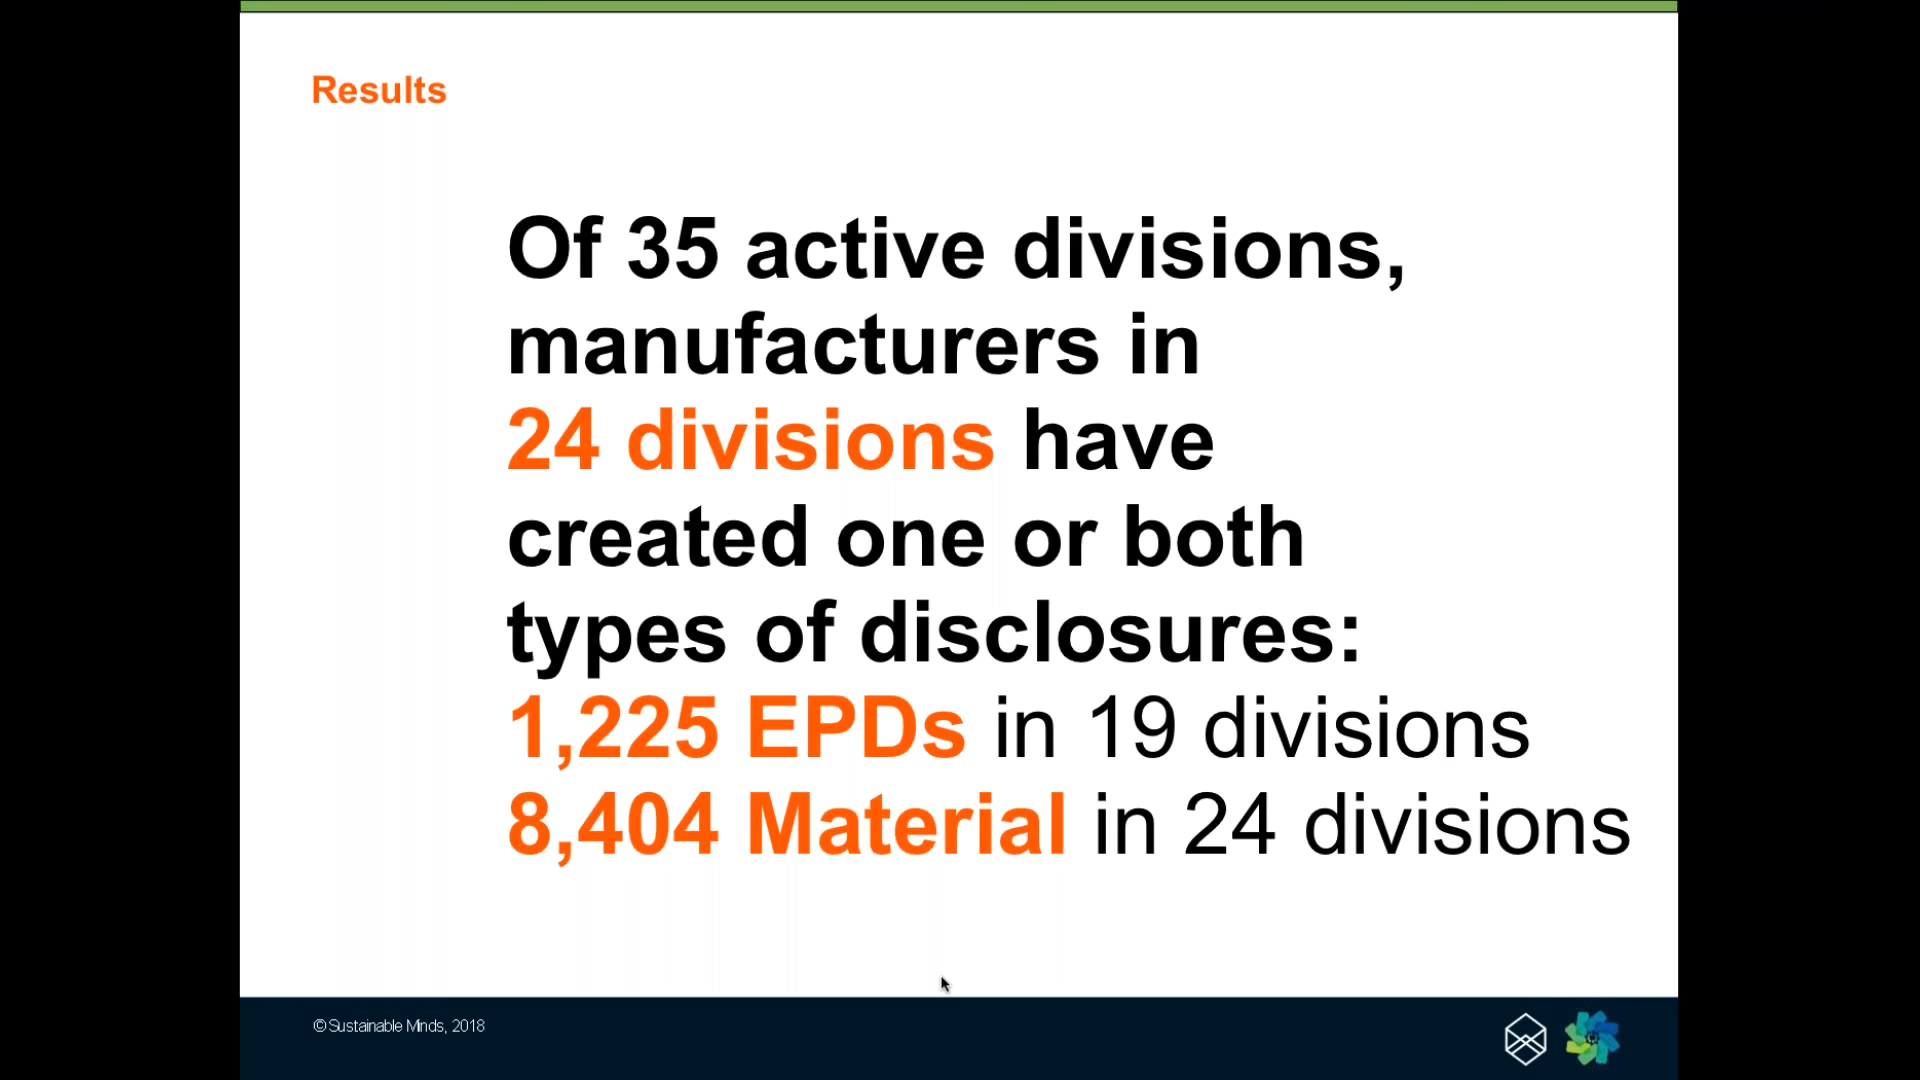 Results
Of 35 active divisions,
manufacturers in
24 divisions have
created one or both
types of disclosures:
1,225 EPDs in 19 divisions
8,404 Material in 24 divisions
© Sustainable Minds, 2018